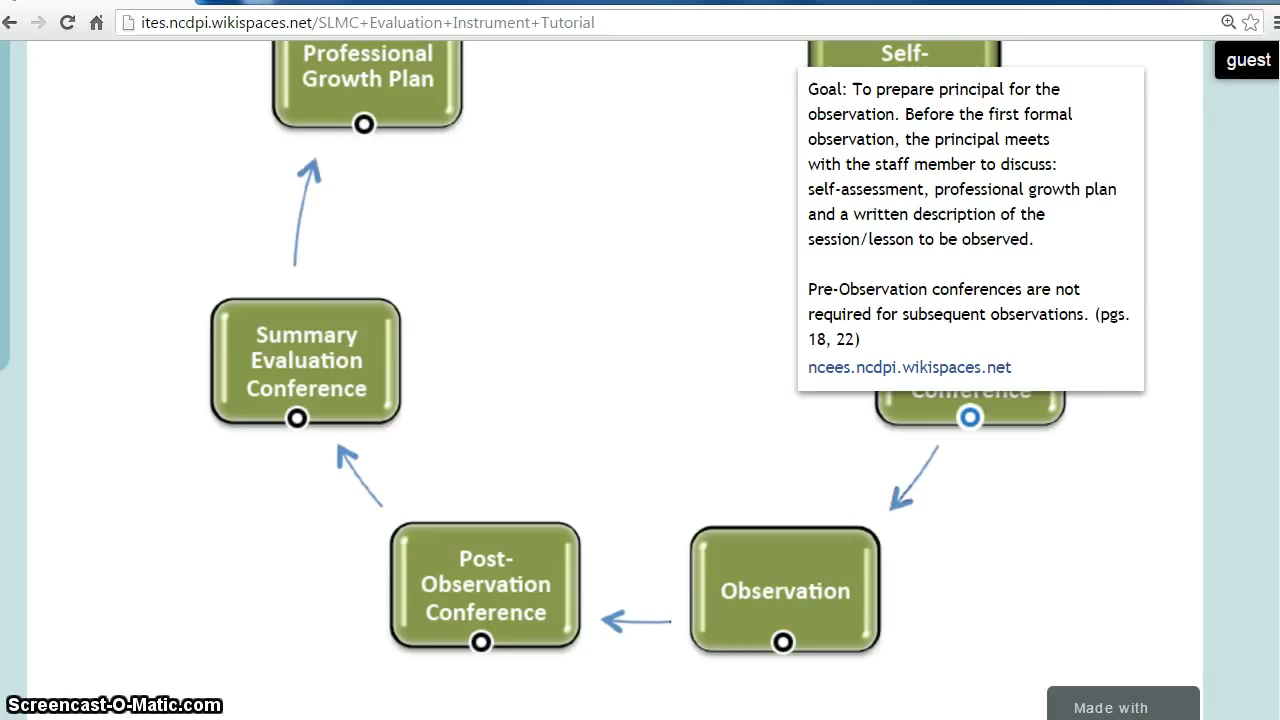 ites.ncdpi.wikispaces.net/SLMC+Evaluation+Instrument+Tutorial
guest
Professional
Growth Plan
Self-
Goal: To prepare principal for the
observation. Before the first formal
observation, the principal meets
with the staff member to discuss:
self-assessment, professional growth plan
and a written description of the
session/lesson to be observed.
Pre-Observation conferences are not
required for subsequent observations. (pgs.
18, 22)
ncees.ncdpi.wikispaces.net
Conference
Summary
Evaluation
Conference
Post-
Observation
Conference
Observation
Screencast-O-Matic.com
Made with